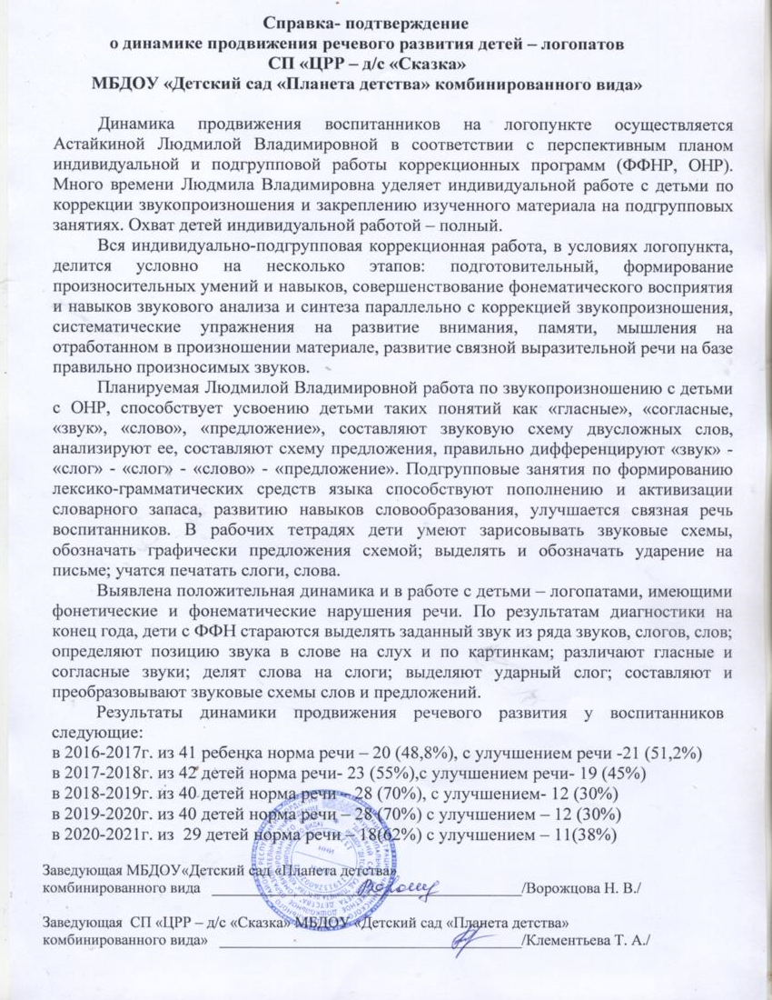 Справка- подтверждение
о динамике продвижения речевого развития детей – логопатов
СП «ЦРР – д/с «Сказка»
МБДОУ «Детский сад «Планета детства» комбинированного вида»
Динамика продвижения воспитанников на логопункте осуществляется
Астайкиной Людмилой Владимировной в соответствии с перспективным планом
индивидуальной и подгрупповой работы коррекционных программ (ФФНР, ОНР).
Много времени Людмила Владимировна уделяет индивидуальной работе с детьми по
коррекции звукопроизношения и закреплению изученного материала на подгрупповых
занятиях. Охват детей индивидуальной работой – полный.
Вся индивидуально-подгрупповая коррекционная работа, в условиях логопункта,
делится условно на несколько этапов: подготовительный, формирование
произносительных умений и навыков, совершенствование фонематического восприятия
и навыков звукового анализа и синтеза параллельно с коррекцией звукопроизношения,
систематические упражнения на развитие внимания, памяти, мышления на
отработанном в произношении материале, развитие связной выразительной речи на базе
правильно произносимых звуков.
Планируемая Людмилой Владимировной работа по звукопроизношению с детьми
с ОНР, способствует усвоению детьми таких понятий как «гласные», «согласные,
«звук», «слово», «предложение», составляют звуковую схему двусложных слов,
анализируют ее, составляют схему предложения, правильно дифференцируют «звук» -
«слог» - «слог» - «слово» - «предложение». Подгрупповые занятия по формированию
лексико-грамматических средств языка способствуют пополнению и активизации
словарного запаса, развитию навыков словообразования, улучшается связная речь
воспитанников. В рабочих тетрадях дети умеют зарисовывать звуковые схемы,
обозначать графически предложения схемой; выделять и обозначать ударение на
письме; учатся печатать слоги, слова.
Выявлена положительная динамика и в работе с детьми – логопатами, имеющими
фонетические и фонематические нарушения речи. По результатам диагностики на
конец года, дети с ФФН стараются выделять заданный звук из ряда звуков, слогов, слов;
определяют позицию звука в слове на слух и по картинкам; различают гласные и
согласные звуки; делят слова на слоги; выделяют ударный слог; составляют и
преобразовывают звуковые схемы слов и предложений.
Результаты динамики продвижения речевого развития у воспитанников
следующие:
в 2016-2017г. из 41 ребенка норма речи – 20 (48,8%), с улучшением речи -21 (51,2%)
в 2017-2018г. из 42 детей норма речи- 23 (55%),с улучшением речи- 19 (45%)
в 2018-2019г. из 40 детей норма речи – 28 (70%), с улучшением- 12 (30%)
в 2019-2020г. из 40 детей норма речи – 28 (70%) с улучшением – 12 (30%)
в 2020-2021г. из 29 детей норма речи – 18(62%) с улучшением – 11(38%)
Заведующая МБДОУ«Детский сад «Планета детства»
комбинированного вида /Ворожцова Н. В./
Заведующая СП «ЦРР – д/с «Сказка» МБДОУ «Детский сад «Планета детства»
комбинированного вида» /Клементьева Т. А./